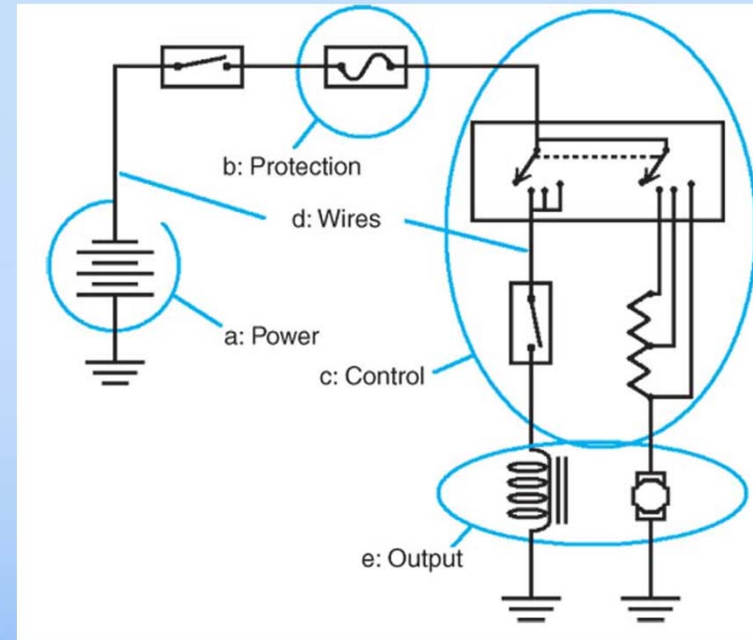 b: Protection
d: Wires
a: Power
c: Control
e: Output